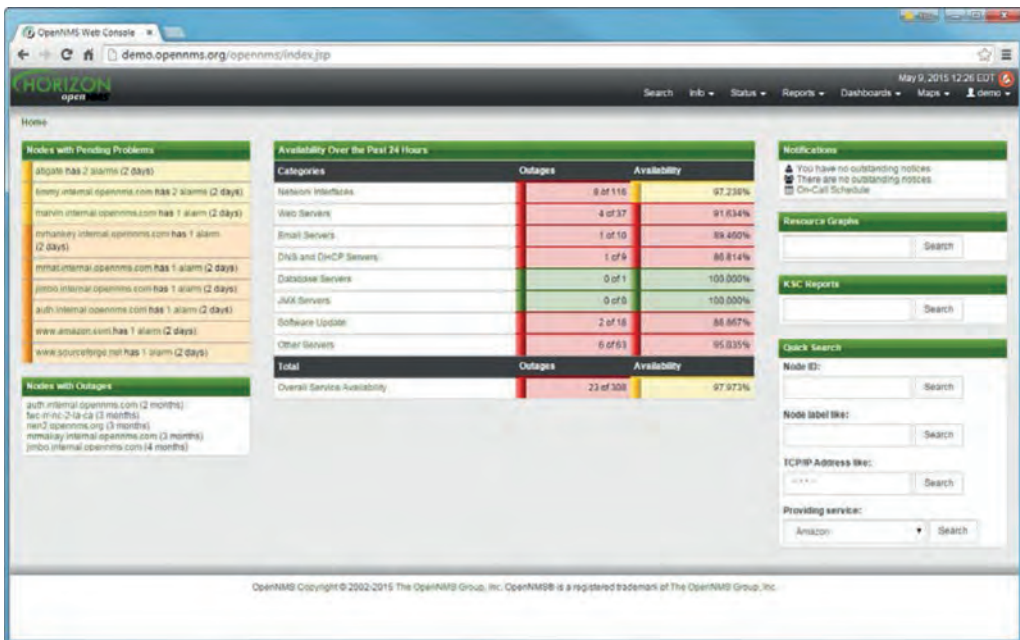 OpenNMS Web Console
demo.opennms.org/opennms/index.jsp
HORIZON
open
May 9, 2015 12:26 EDT
Search Info Status Reports Dashboards Maps demo
Home
Nodes with Pending Problems
has 2 alarms (2 days)
internal.opennms.com has 2 alarms (2 days)
marvin.internal.opennms.com has 1 alarm (2 days)
internal.opennms.com has 1 alarm
(2 days)
internal.opennms.com has 1 alarm (2 days)
jimbo.internal.opennms.com has 1 alarm (2 days)
auth.internal.opennms.com has 1 alarm (2 days)
www.amazon.com has 1 alarm (2 days)
www.sourceforge.net has 1 alarm (2 days)
Nodes with Outages
auth.internal.opennms.com (2 months)
(3 months)
opennms.org (3 months)
internal.opennms.com (3 months)
jimbo.internal.opennms.com (4 months)
Availability Over the Past 24 Hours
Categories Outages Availability
Network Interfaces 9 of 116 97.238%
Web Servers 4 of 37 91.634%
Email Servers 1 of 10 89.460%
DNS and DHCP Servers 1 of 9 80.814%
Database Servers 0 of 1 100.000%
JMX Servers 0 of 0 100.000%
Software Update 2 of 18 88.867%
Other Servers 6 of 63 95.035%
Total Outages Availability
Overall Service Availability 23 of 308 97.973%
Notifications
You have no outstanding notices
There are no outstanding notices
On-Call Schedule
Resource Graphs
Search
KSC Reports
Search
Quick Search
Node ID:
Search
Node label like:
Search
TCP/IP Address like:
*.*.*.* Search
Providing service:
Amazon Search
OpenNMS Copyright © 2002-2015 The OpenNMS Group, Inc. OpenNMS® is a registered trademark of The OpenNMS Group, Inc.